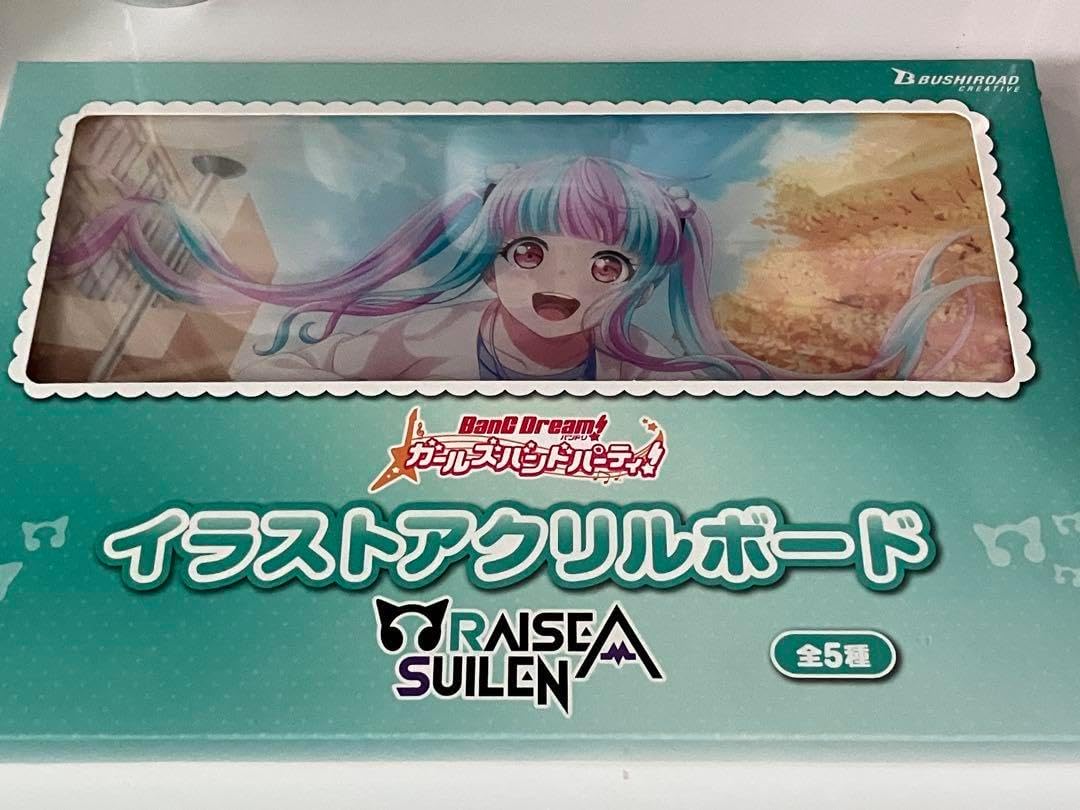 BUSHIROAD
CREATIVE
BanG Dream!
バンドリ
ガールズバンドパーティ!
イラストアクリルボード
RAISE A
SUILEN
全5種